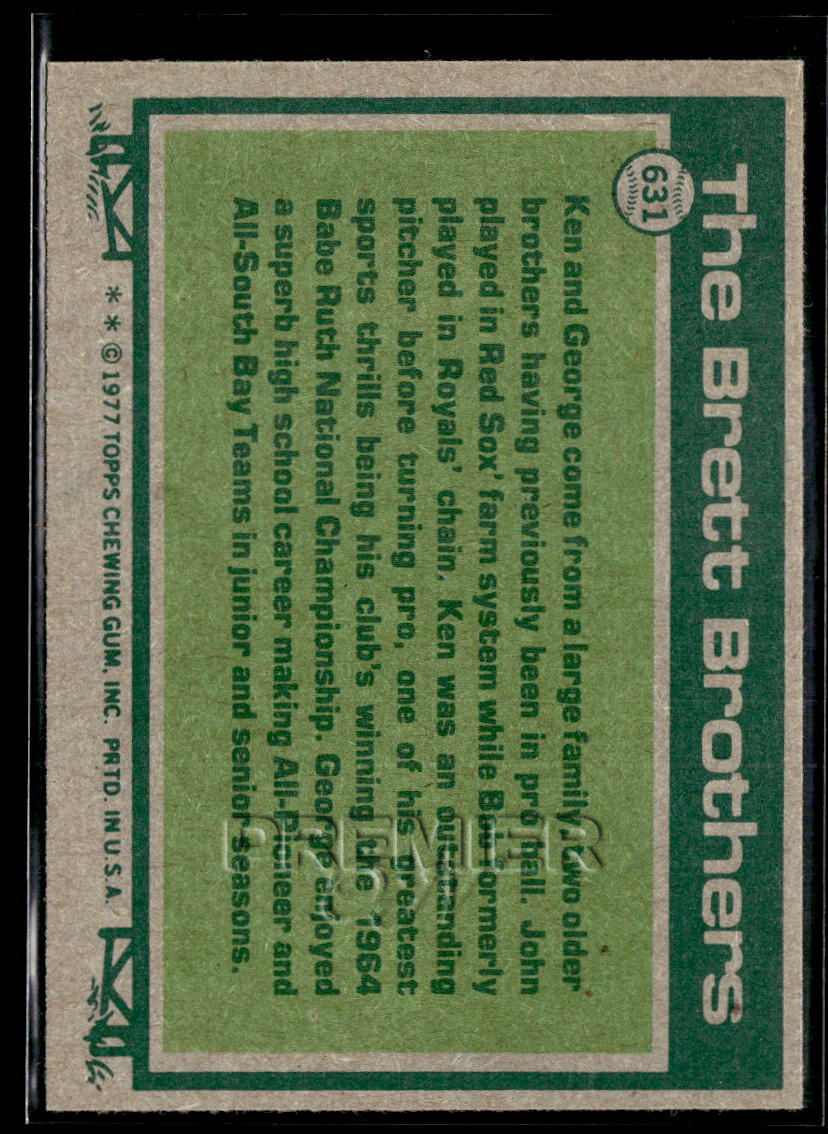 The Brett Brothers
631
Ken and George come from a large family, two older
brothers having previously been in pro ball. John
played in Red Sox' farm system while Bob formerly
played in Royals' chain. Ken was an outstanding
pitcher before turning pro, one of his greatest
sports thrills being his club's winning the 1964
Babe Ruth National Championship. George enjoyed
a superb high school career making All-Pioneer and
All-South Bay Teams in junior and senior seasons.
PREMIER
* * © 1977 TOPPS CHEWING GUM, INC. PRTD. IN U.S.A.